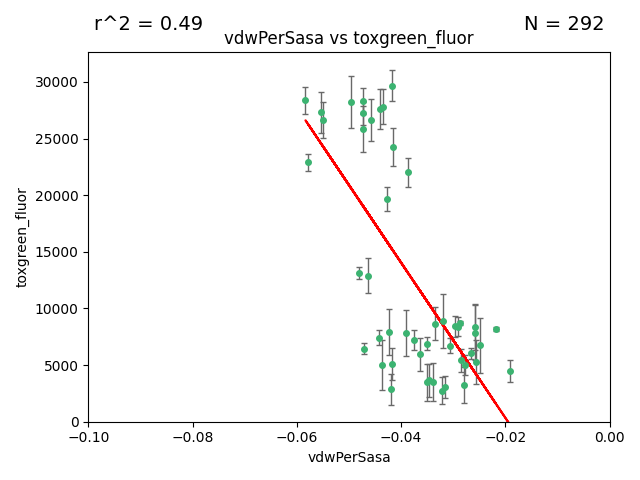 r^2 = 0.49
N = 292
vdwPerSasa vs toxgreen_fluor
30000
25000
20000
15000
10000
5000
0
toxgreen_fluor
−0.10
−0.08
−0.06
−0.04
−0.02
0.00
vdwPerSasa